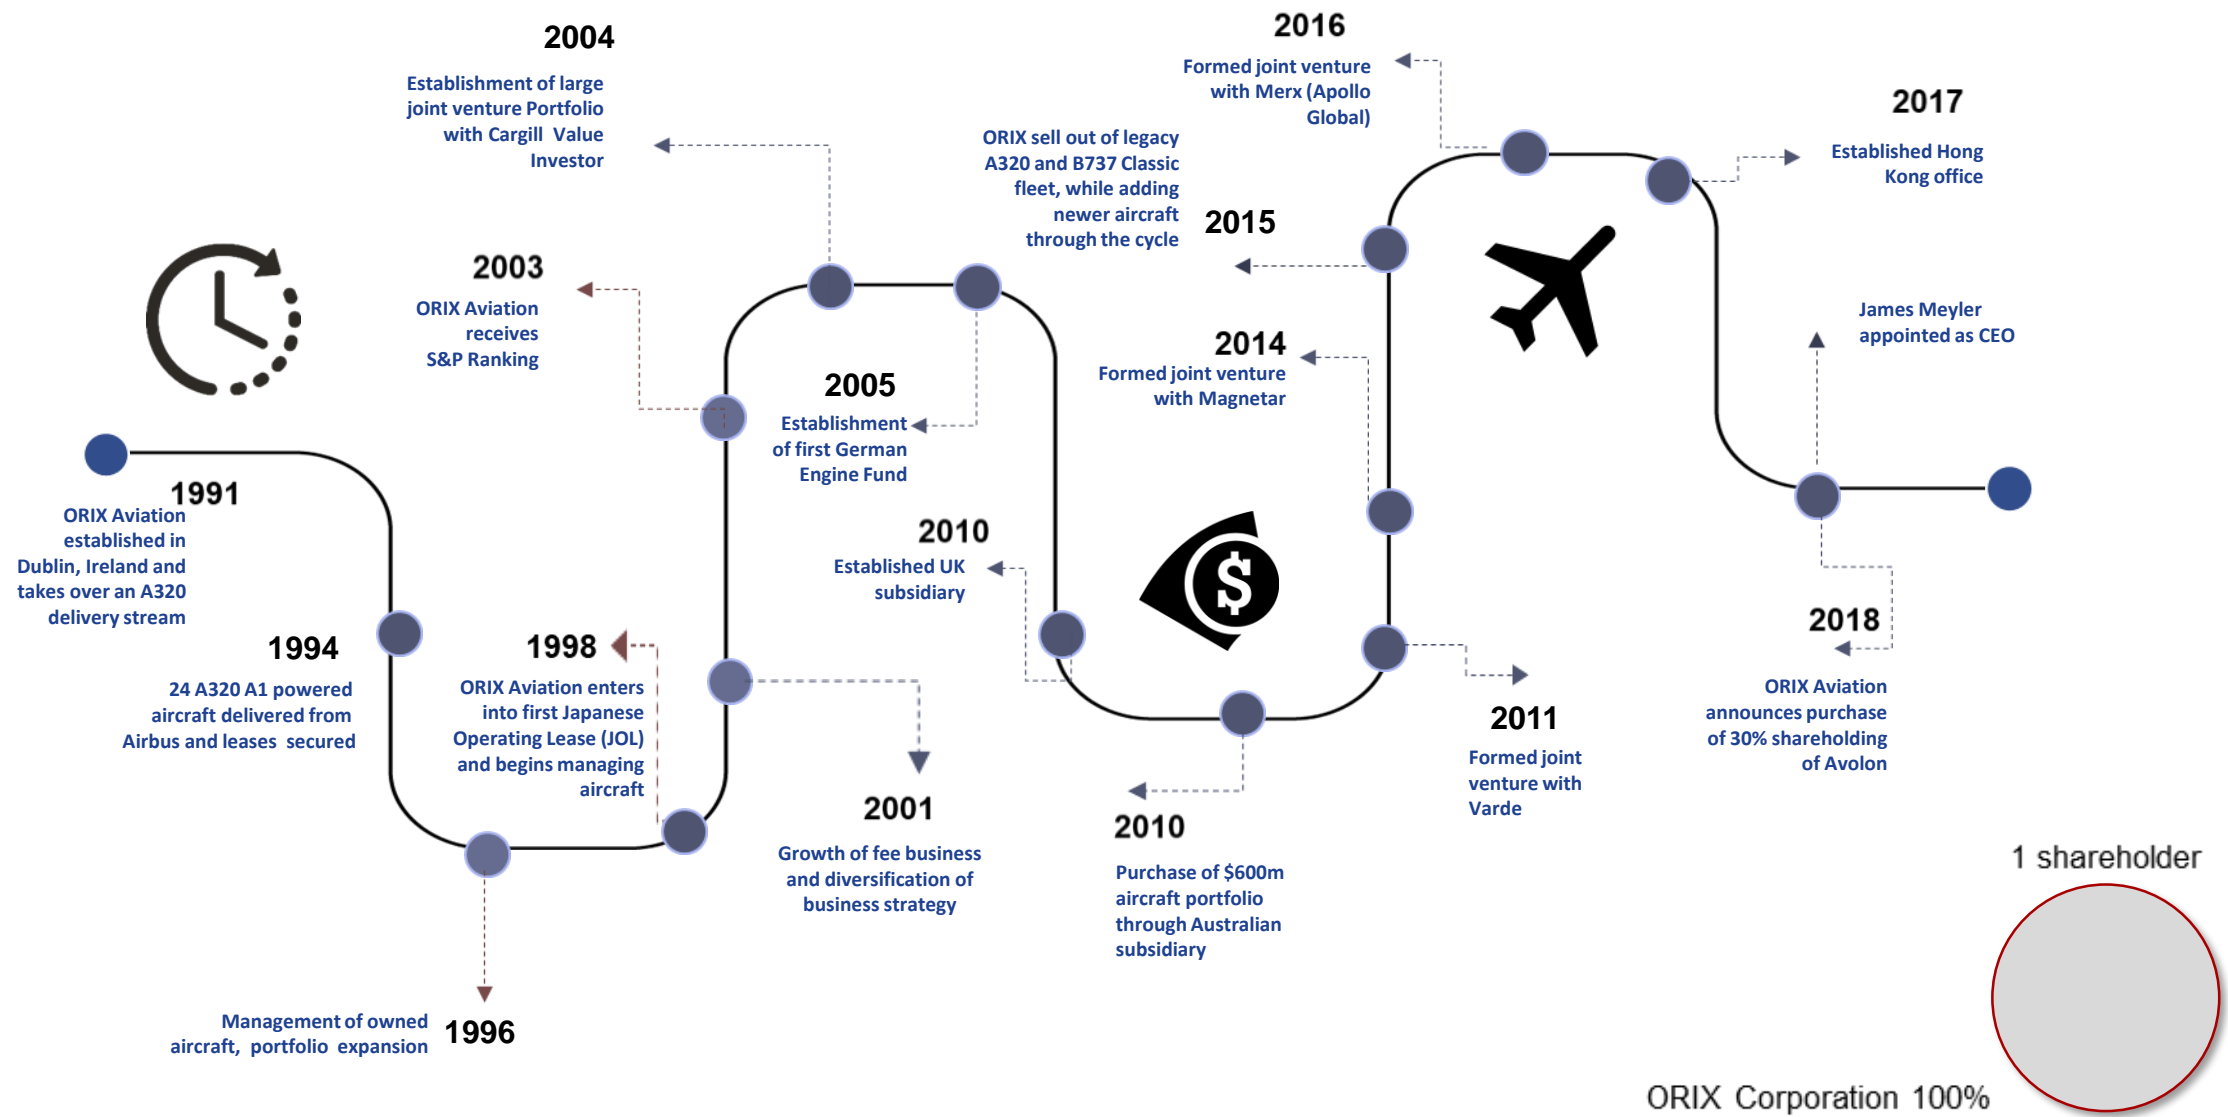 1991
ORIX Aviation
established in
Dublin, Ireland and
takes over an A320
delivery stream
1994
24 A320 A1 powered
aircraft delivered from
Airbus and leases secured
1996
Management of owned
aircraft, portfolio expansion
1998
ORIX Aviation enters
into first Japanese
Operating Lease (JOL)
and begins managing
aircraft
2001
Growth of fee business
and diversification of
business strategy
2003
ORIX Aviation
receives
S&P Ranking
2004
Establishment of large
joint venture Portfolio
with Cargill Value
Investor
2005
Establishment
of first German
Engine Fund
2010
Established UK
subsidiary
$
2010
Purchase of $600m
aircraft portfolio
through Australian
subsidiary
2011
Formed joint
venture with
Varde
2014
Formed joint venture
with Magnetar
2015
ORIX sell out of legacy
A320 and B737 Classic
fleet, while adding
newer aircraft
through the cycle
2016
Formed joint venture
with Merx (Apollo
Global)
2017
Established Hong
Kong office
James Meyler
appointed as CEO
2018
ORIX Aviation
announces purchase
of 30% shareholding
of Avolon
1 shareholder
ORIX Corporation 100%